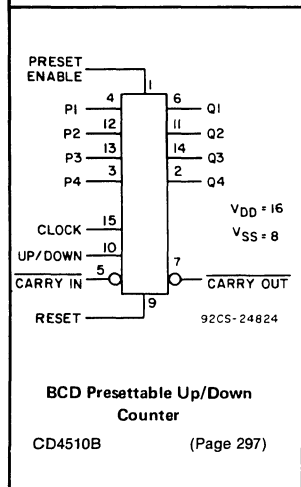 PRESET
ENABLE
1
P1 4 6 Q1
P2 12 11 Q2
P3 13 14 Q3
P4 3 2 Q4
VDD = 16
VSS = 8
CLOCK 15
UP/DOWN 10
CARRY IN 5 7 CARRY OUT
RESET 9 92CS-24824
BCD Presettable Up/Down
Counter
CD4510B (Page 297)